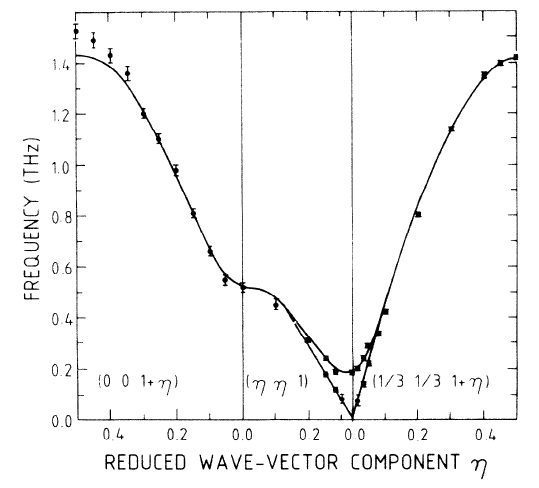 FREQUENCY (THz)
1.4
1.2
1.0
0.8
0.6
0.4
0.2
0.0
(0 0 1+η)
(η η 1)
(1/3 1/3 1+η)
0.4 0.2 0.0 0.2 0.0 0.2 0.4
REDUCED WAVE-VECTOR COMPONENT η